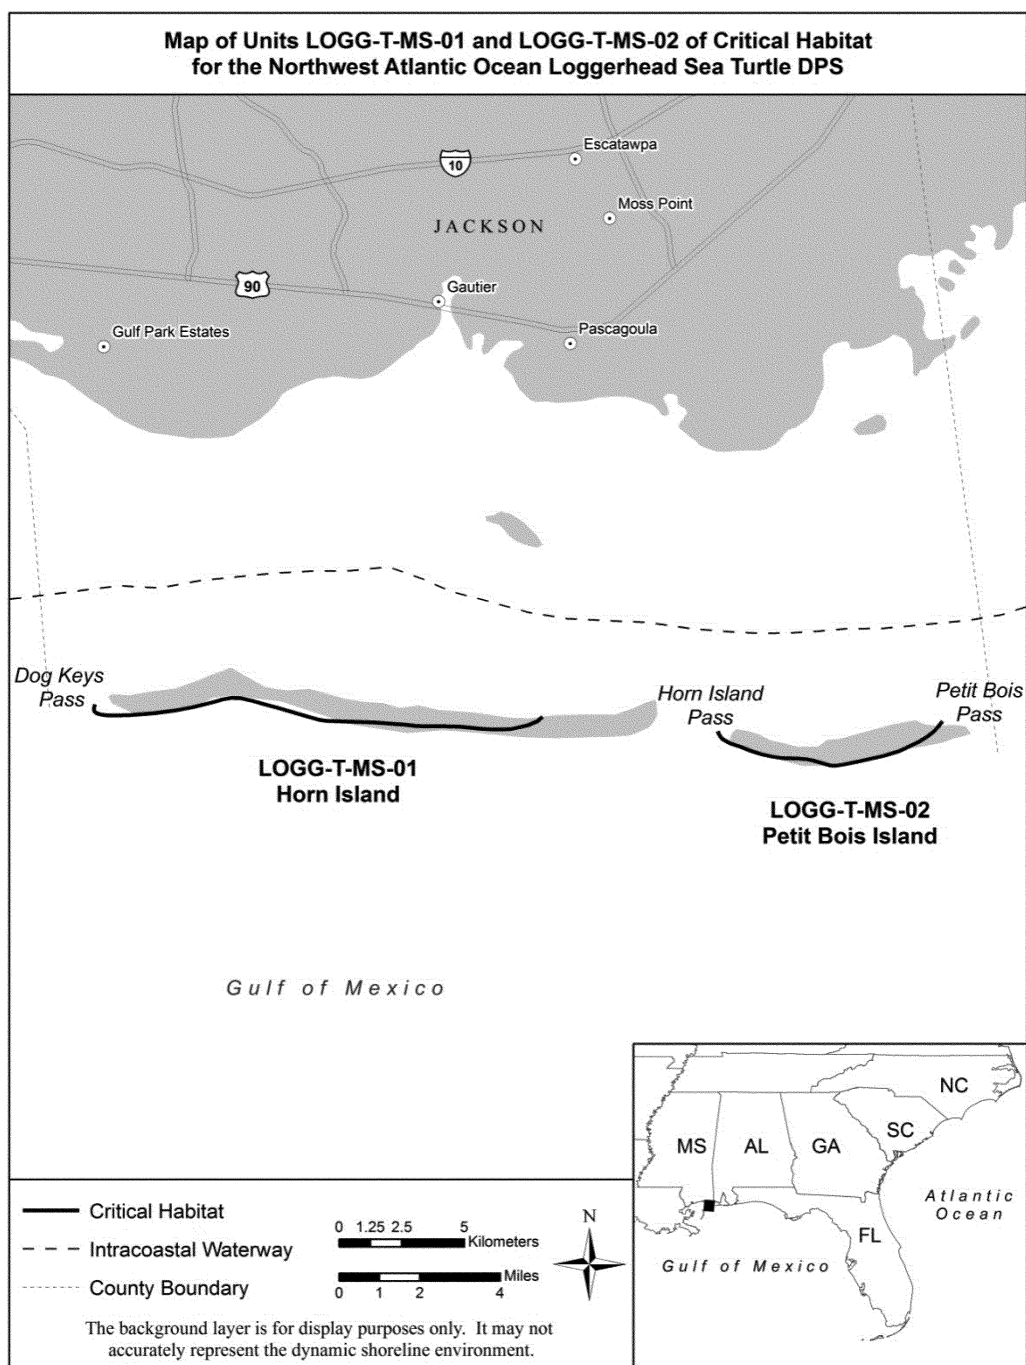 Map of Units LOGG-T-MS-01 and LOGG-T-MS-02 of Critical Habitat
for the Northwest Atlantic Ocean Loggerhead Sea Turtle DPS
Escatawpa
10
Moss Point
JACKSON
90
Gautier
Gulf Park Estates
Pascagoula
Dog Keys
Pass
Horn Island
Pass
Petit Bois
Pass
LOGG-T-MS-01
Horn Island
LOGG-T-MS-02
Petit Bois Island
Gulf of Mexico
NC
SC
MS
AL
GA
Atlantic
Ocean
FL
Gulf of Mexico
Critical Habitat
Intracoastal Waterway
County Boundary
0 1.25 2.5 5
Kilometers
Miles
0 1 2 4
N
The background layer is for display purposes only. It may not
accurately represent the dynamic shoreline environment.